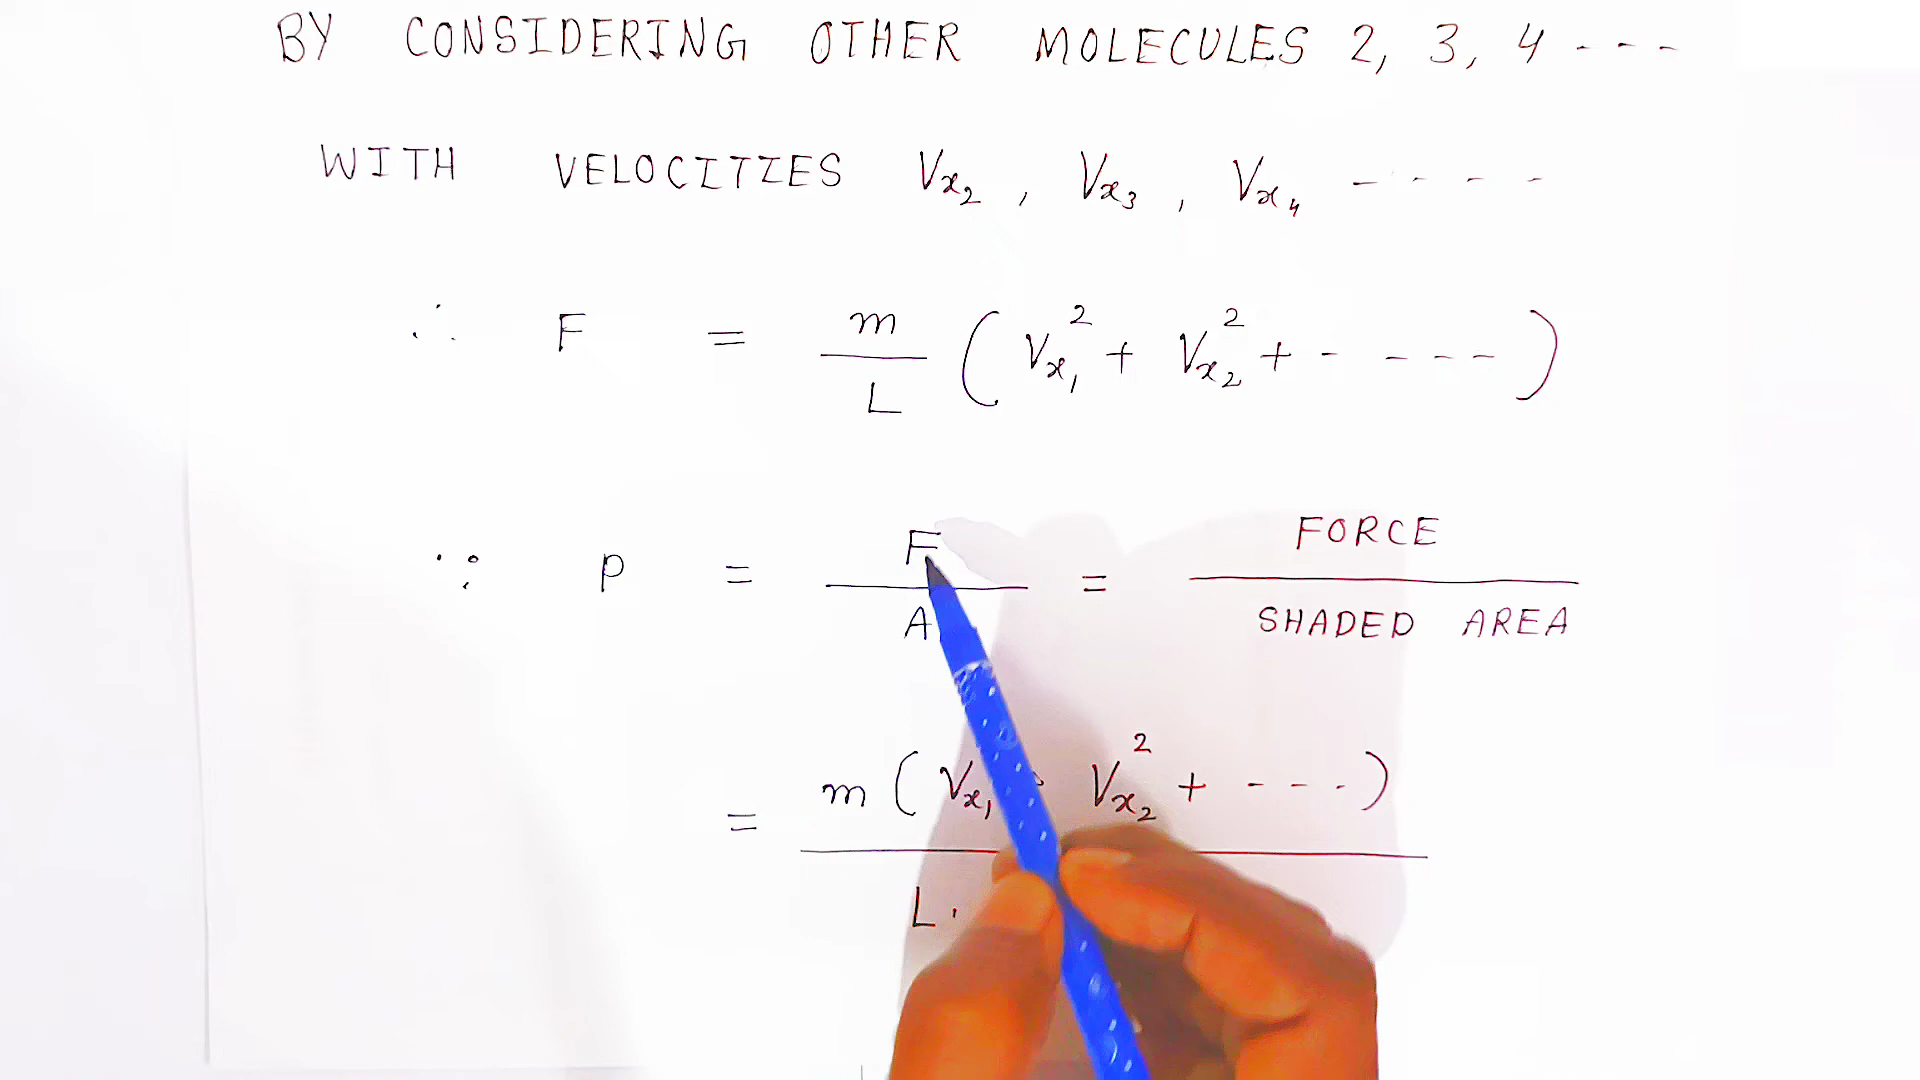 BY CONSIDERING OTHER MOLECULES 2, 3, 4 - - -
WITH VELOCITIES Vx₂ , Vx₃ , Vx₄ - - - - -
∴ F = m/L ( Vx₁² + Vx₂² + - - - - - )
∵ P = F/A = FORCE / SHADED AREA
= m ( Vx₁ Vx₂² + - - - - ) / L .